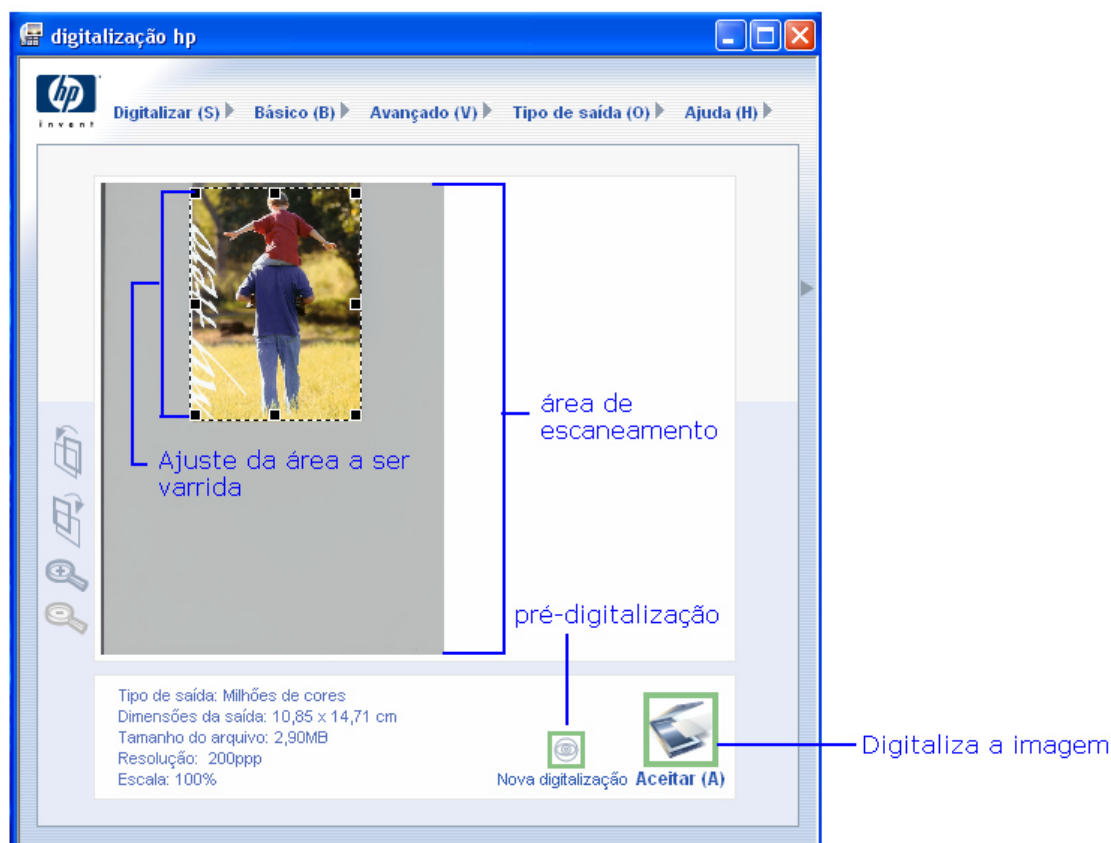 digitalização hp
hp
invent
Digitalizar (S) Básico (B) Avançado (V) Tipo de saída (O) Ajuda (H)
my hero
área de
escaneamento
Ajuste da área a ser
varrida
pré-digitalização
Tipo de saída: Milhões de cores
Dimensões da saída: 10,85 x 14,71 cm
Tamanho do arquivo: 2,90MB
Resolução: 200ppp
Escala: 100%
Nova digitalização Aceitar (A)
Digitaliza a imagem